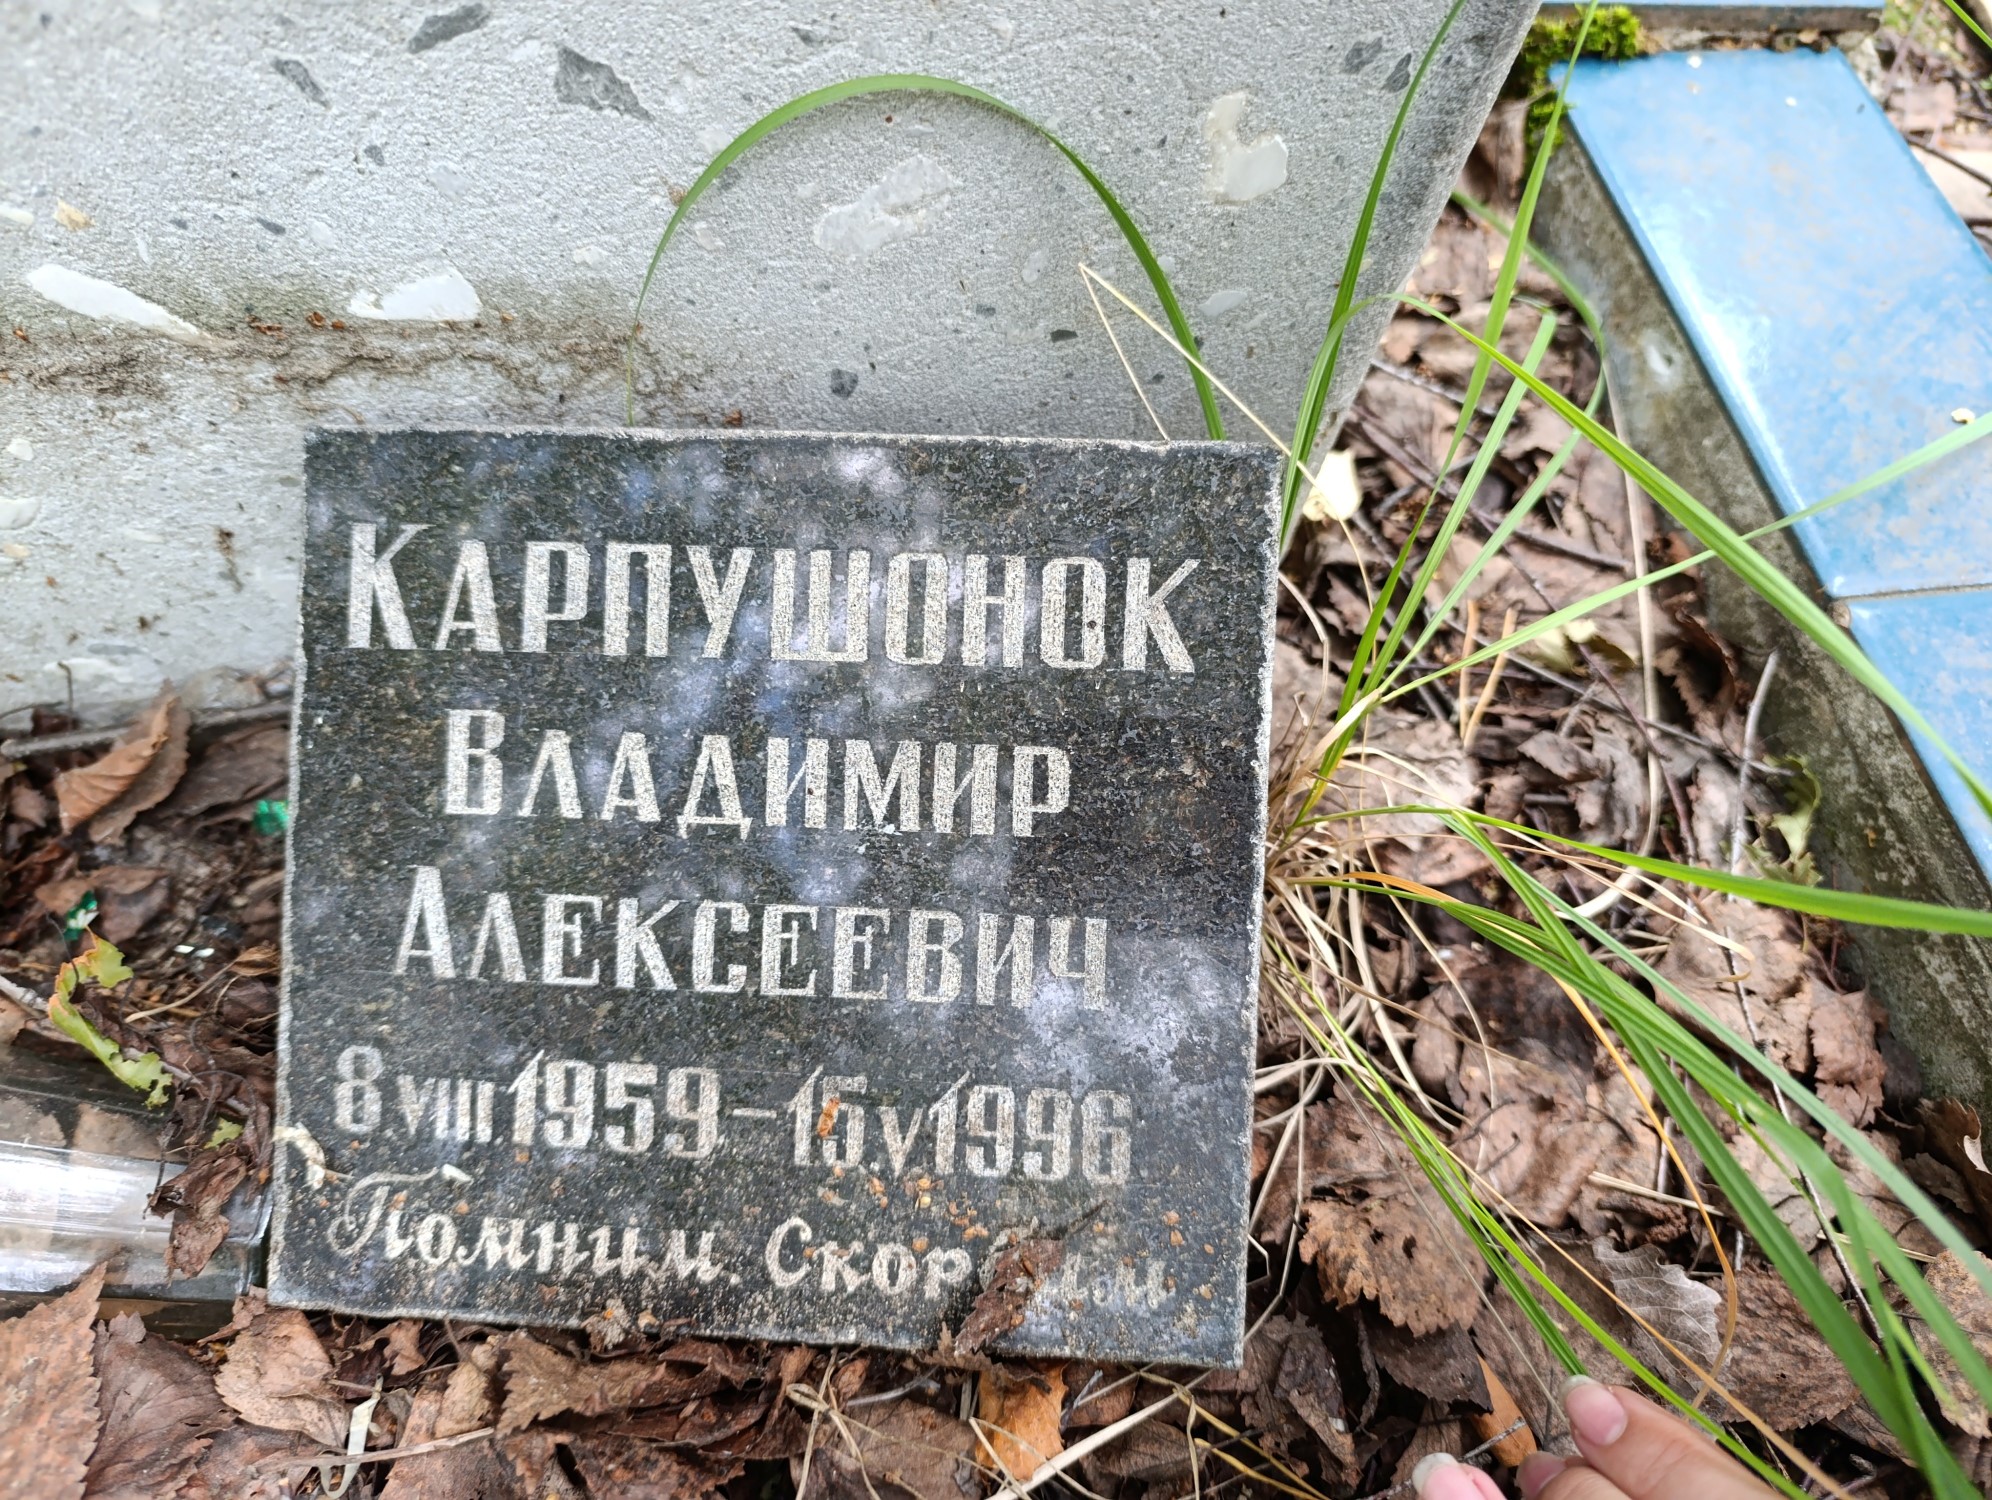 Карпушонок
Владимир
Алексеевич
8 VIII 1959 – 15.V 1996
Помним. Скорбим